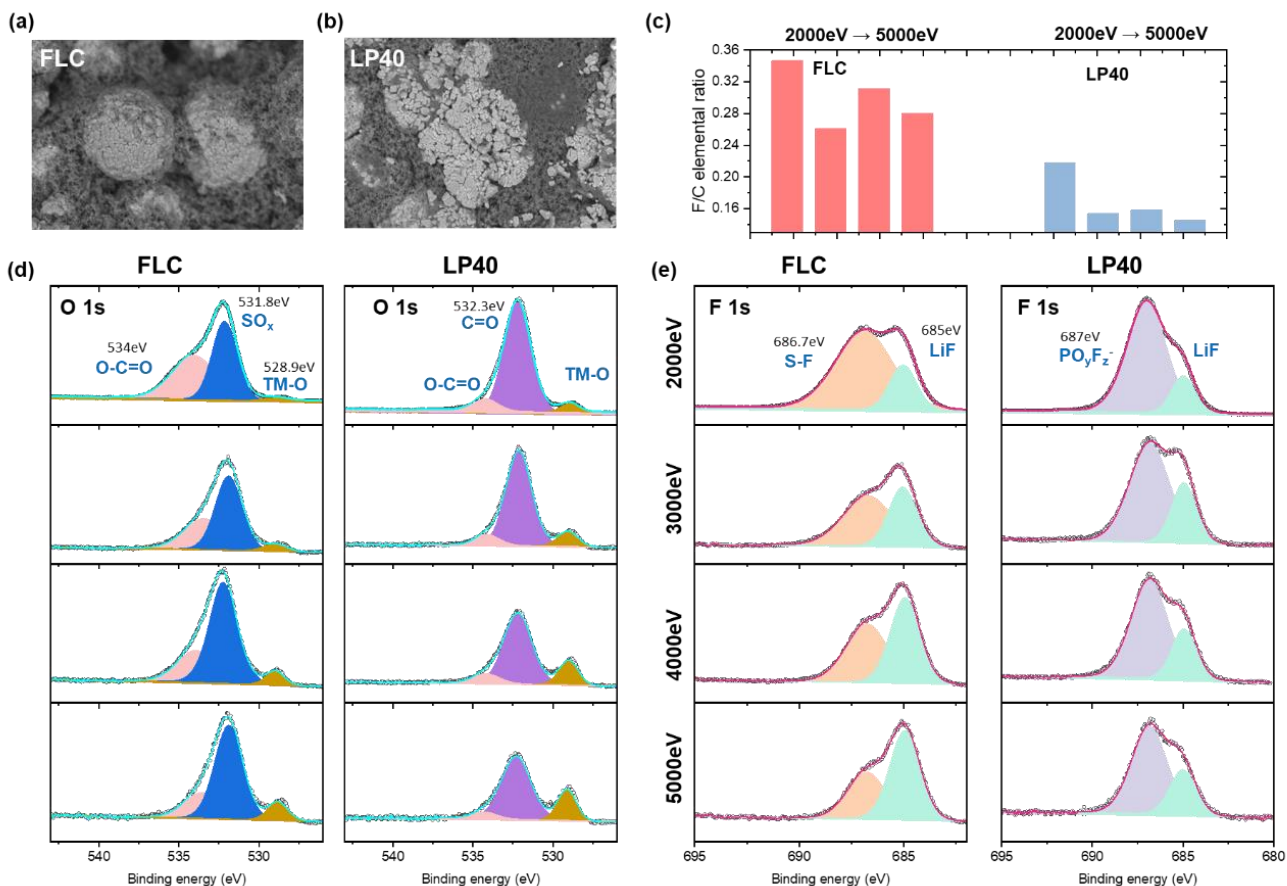 (a)
FLC
(b)
LP40
(c)
2000eV → 5000eV
2000eV → 5000eV
FLC
LP40
F/C elemental ratio
0.36
0.32
0.28
0.24
0.20
0.16
(d)
FLC
LP40
O 1s
531.8eV
SOx
534eV
O-C=O
528.9eV
TM-O
O 1s
532.3eV
C=O
O-C=O
TM-O
540
535
530
Binding energy (eV)
540
535
530
Binding energy (eV)
(e)
FLC
LP40
F 1s
686.7eV
S-F
685eV
LiF
F 1s
687eV
POyFz-
LiF
2000eV
3000eV
4000eV
5000eV
695
690
685
Binding energy (eV)
695
690
685
680
Binding energy (eV)